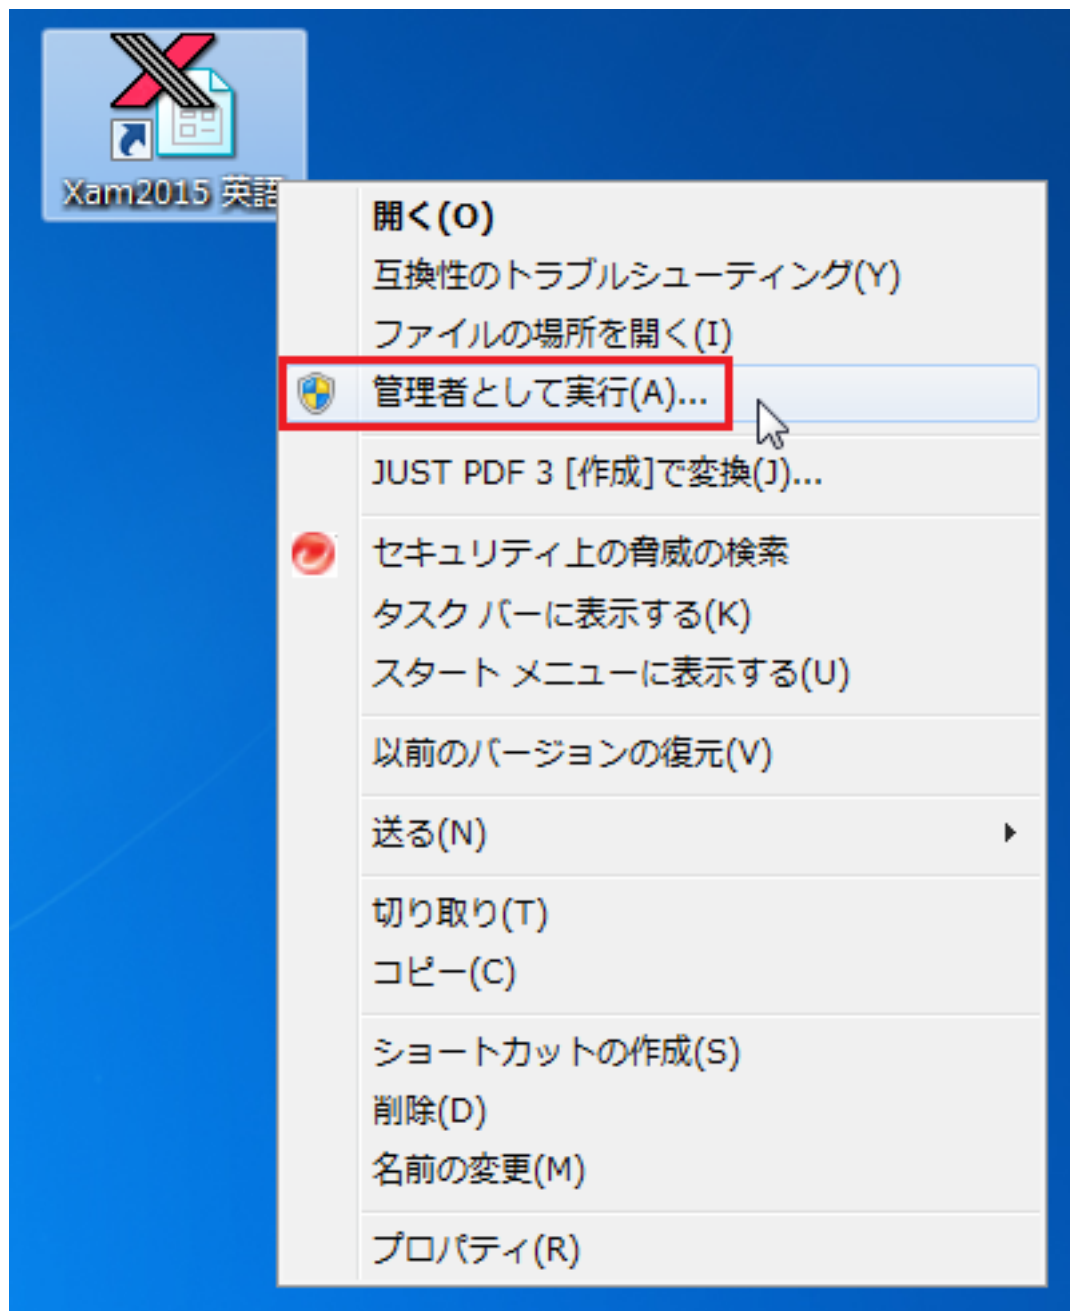 Xam2015 英語
開く(O)
互換性のトラブルシューティング(Y)
ファイルの場所を開く(I)
管理者として実行(A)...
JUST PDF 3 [作成]で変換(J)...
セキュリティ上の脅威の検索
タスク バーに表示する(K)
スタート メニューに表示する(U)
以前のバージョンの復元(V)
送る(N)
切り取り(T)
コピー(C)
ショートカットの作成(S)
削除(D)
名前の変更(M)
プロパティ(R)